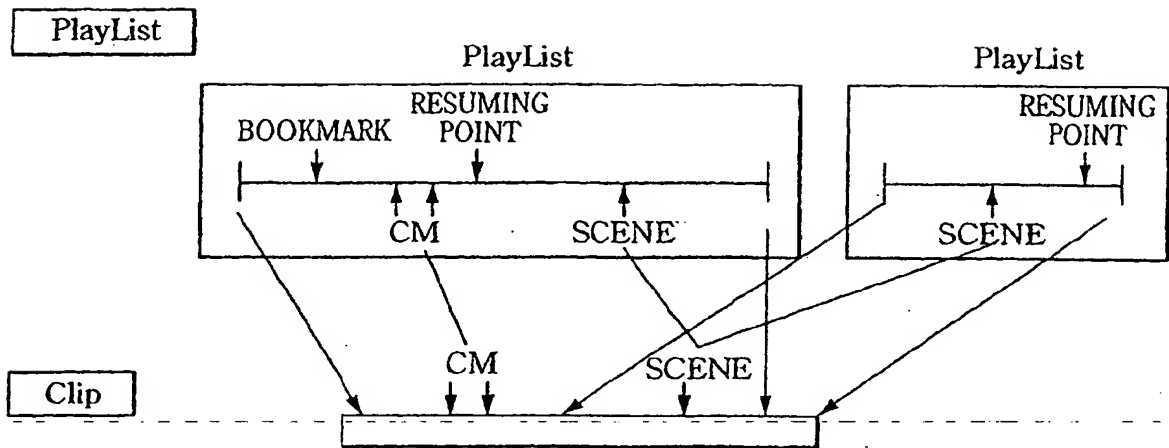 PlayList
PlayList
PlayList
BOOKMARK
RESUMING
POINT
RESUMING
POINT
CM
SCENE
SCENE
CM
SCENE
Clip